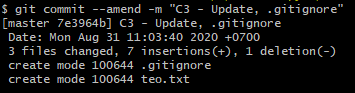 $ git commit --amend -m "C3 - Update, .gitignore"
[master 7e3964b] C3 - Update, .gitignore
Date: Mon Aug 31 11:03:40 2020 +0700
3 files changed, 7 insertions(+), 1 deletion(-)
create mode 100644 .gitignore
create mode 100644 teo.txt